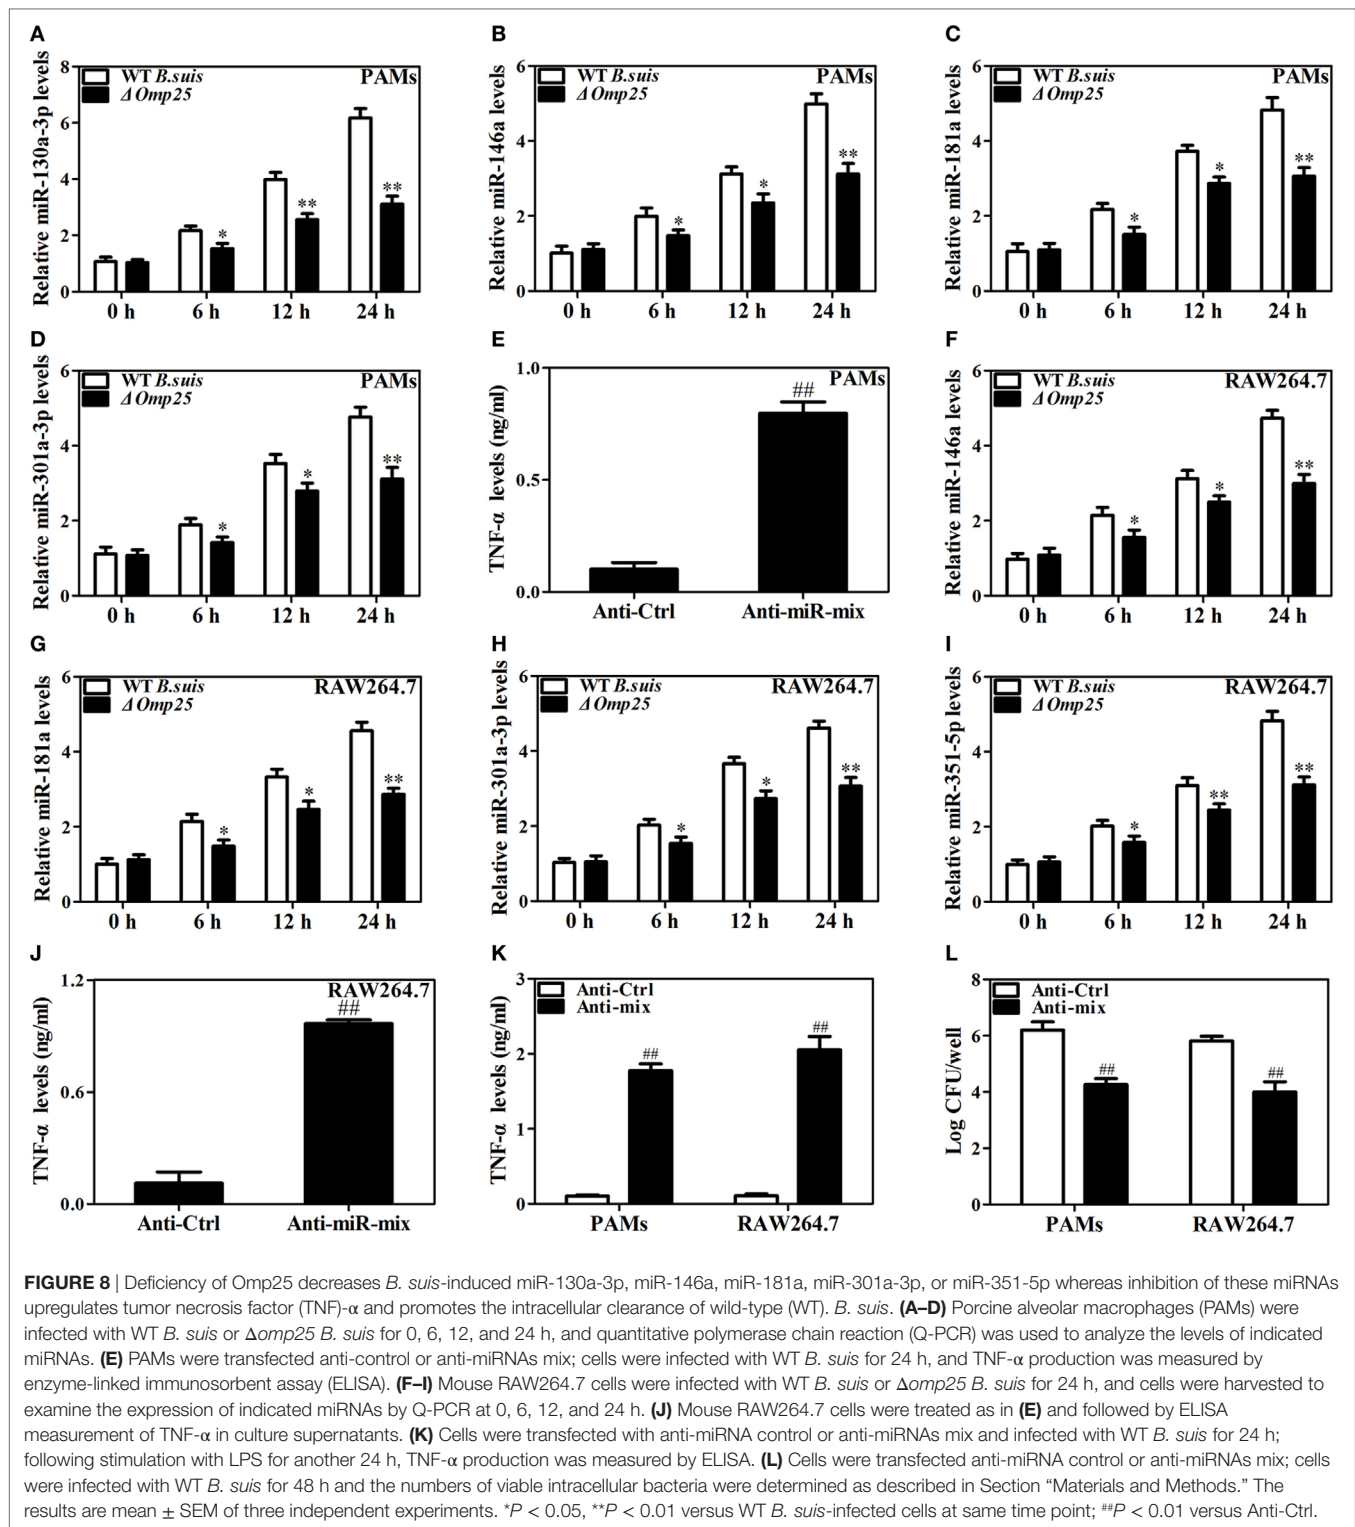 A
Relative miR-130a-3p levels
8
6
4
2
0
WT B.suis
Δ Omp25
PAMs
*
**
**
0 h
6 h
12 h
24 h
B
Relative miR-146a levels
6
4
2
0
WT B.suis
Δ Omp25
PAMs
*
*
**
0 h
6 h
12 h
24 h
C
Relative miR-181a levels
6
4
2
0
WT B.suis
Δ Omp25
PAMs
*
*
**
0 h
6 h
12 h
24 h
D
Relative miR-301a-3p levels
6
4
2
0
WT B.suis
Δ Omp25
PAMs
*
*
**
0 h
6 h
12 h
24 h
E
TNF-α levels (ng/ml)
1.0
0.5
0.0
PAMs
##
Anti-Ctrl
Anti-miR-mix
F
Relative miR-146a levels
6
4
2
0
WT B.suis
Δ Omp25
RAW264.7
*
*
**
0 h
6 h
12 h
24 h
G
Relative miR-181a levels
6
4
2
0
WT B.suis
Δ Omp25
RAW264.7
*
*
**
0 h
6 h
12 h
24 h
H
Relative miR-301a-3p levels
6
4
2
0
WT B.suis
Δ Omp25
RAW264.7
*
*
**
0 h
6 h
12 h
24 h
I
Relative miR-351-5p levels
6
4
2
0
WT B.suis
Δ Omp25
RAW264.7
*
**
**
0 h
6 h
12 h
24 h
J
TNF-α levels (ng/ml)
1.2
0.6
0.0
RAW264.7
##
Anti-Ctrl
Anti-miR-mix
K
TNF-α levels (ng/ml)
3
2
1
0
Anti-Ctrl
Anti-mix
##
##
PAMs
RAW264.7
L
Log CFU/well
8
6
4
2
0
Anti-Ctrl
Anti-mix
##
##
PAMs
RAW264.7
FIGURE 8 | Deficiency of Omp25 decreases B. suis-induced miR-130a-3p, miR-146a, miR-181a, miR-301a-3p, or miR-351-5p whereas inhibition of these miRNAs
upregulates tumor necrosis factor (TNF)-α and promotes the intracellular clearance of wild-type (WT). B. suis. (A–D) Porcine alveolar macrophages (PAMs) were
infected with WT B. suis or Δomp25 B. suis for 0, 6, 12, and 24 h, and quantitative polymerase chain reaction (Q-PCR) was used to analyze the levels of indicated
miRNAs. (E) PAMs were transfected anti-control or anti-miRNAs mix; cells were infected with WT B. suis for 24 h, and TNF-α production was measured by
enzyme-linked immunosorbent assay (ELISA). (F–I) Mouse RAW264.7 cells were infected with WT B. suis or Δomp25 B. suis for 24 h, and cells were harvested to
examine the expression of indicated miRNAs by Q-PCR at 0, 6, 12, and 24 h. (J) Mouse RAW264.7 cells were treated as in (E) and followed by ELISA
measurement of TNF-α in culture supernatants. (K) Cells were transfected with anti-miRNA control or anti-miRNAs mix and infected with WT B. suis for 24 h;
following stimulation with LPS for another 24 h, TNF-α production was measured by ELISA. (L) Cells were transfected anti-miRNA control or anti-miRNAs mix; cells
were infected with WT B. suis for 48 h and the numbers of viable intracellular bacteria were determined as described in Section “Materials and Methods.” The
results are mean ± SEM of three independent experiments. *P < 0.05, **P < 0.01 versus WT B. suis-infected cells at same time point; ##P < 0.01 versus Anti-Ctrl.